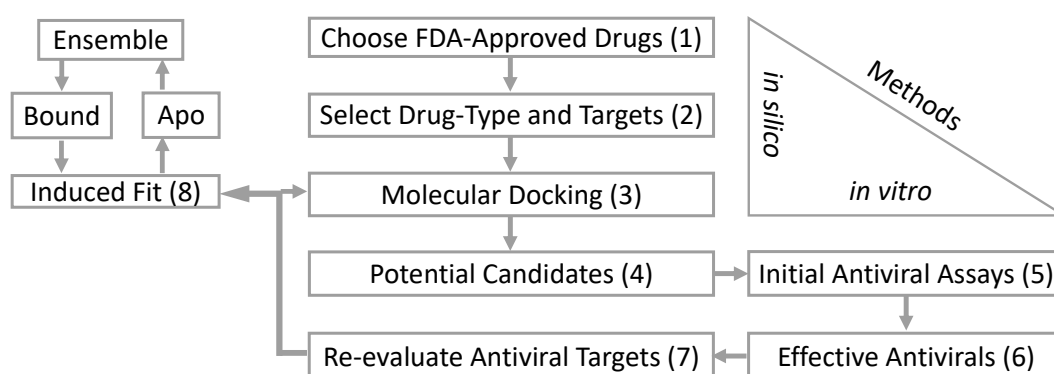 Ensemble
Bound
Apo
Induced Fit (8)
Choose FDA-Approved Drugs (1)
Select Drug-Type and Targets (2)
Molecular Docking (3)
Potential Candidates (4)
Initial Antiviral Assays (5)
Effective Antivirals (6)
Re-evaluate Antiviral Targets (7)
Methods
in silico
in vitro